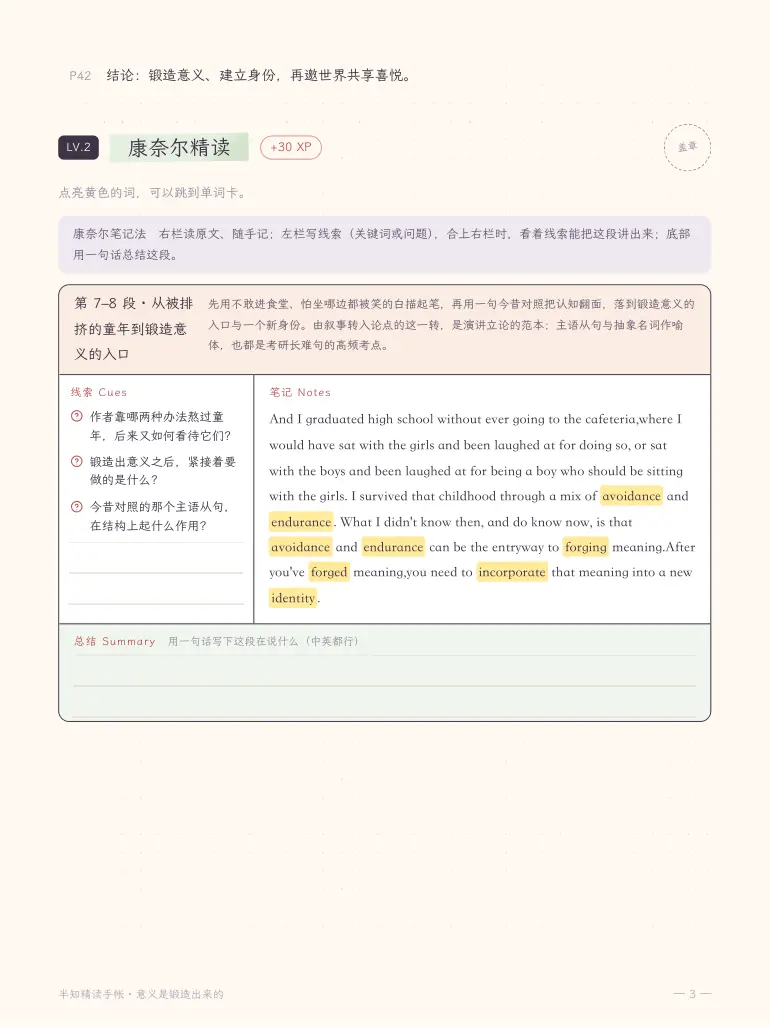 P42 结论：锻造意义、建立身份，再邀世界共享喜悦。
LV.2 康奈尔精读 +30 XP 盖章
点亮黄色的词，可以跳到单词卡。
康奈尔笔记法 右栏读原文、随手记；左栏写线索（关键词或问题），合上右栏时，看着线索能把这段讲出来；底部
用一句话总结这段。
第 7–8 段·从被排
挤的童年到锻造意
义的入口
先用不敢进食堂、怕坐哪边都被笑的白描起笔，再用一句今昔对照把认知翻面，落到锻造意义的
入口与一个新身份。由叙事转入论点的这一转，是演讲立论的范本；主语从句与抽象名词作喻
体，也都是考研长难句的高频考点。
线索 Cues
作者靠哪两种办法熬过童
年，后来又如何看待它们？
锻造出意义之后，紧接着要
做的是什么？
今昔对照的那个主语从句，
在结构上起什么作用？
笔记 Notes
And I graduated high school without ever going to the cafeteria,where I
would have sat with the girls and been laughed at for doing so, or sat
with the boys and been laughed at for being a boy who should be sitting
with the girls. I survived that childhood through a mix of avoidance and
endurance. What I didn't know then, and do know now, is that
avoidance and endurance can be the entryway to forging meaning.After
you've forged meaning,you need to incorporate that meaning into a new
identity.
总结 Summary 用一句话写下这段在说什么（中英都行）
半知精读手帐·意义是锻造出来的
— 3 —